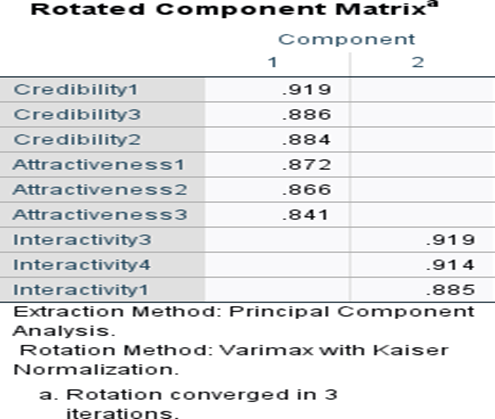 Rotated Component Matrixa
Component
1 2
Credibility1 .919
Credibility3 .886
Credibility2 .884
Attractiveness1 .872
Attractiveness2 .866
Attractiveness3 .841
Interactivity3 .919
Interactivity4 .914
Interactivity1 .885
Extraction Method: Principal Component
Analysis.
Rotation Method: Varimax with Kaiser
Normalization.
a. Rotation converged in 3
iterations.